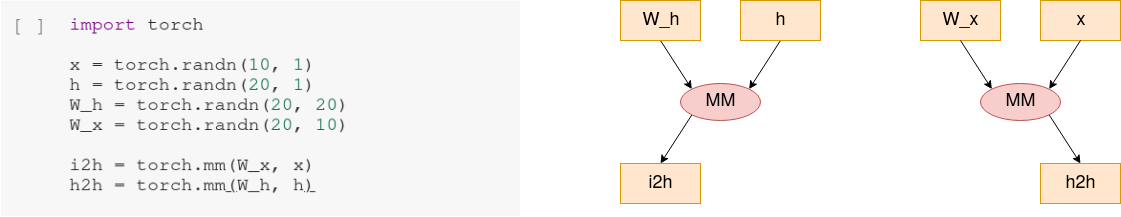 [ ] import torch
x = torch.randn(10, 1)
h = torch.randn(20, 1)
W_h = torch.randn(20, 20)
W_x = torch.randn(20, 10)
i2h = torch.mm(W_x, x)
h2h = torch.mm(W_h, h)
W_h h
MM
i2h
W_x x
MM
h2h